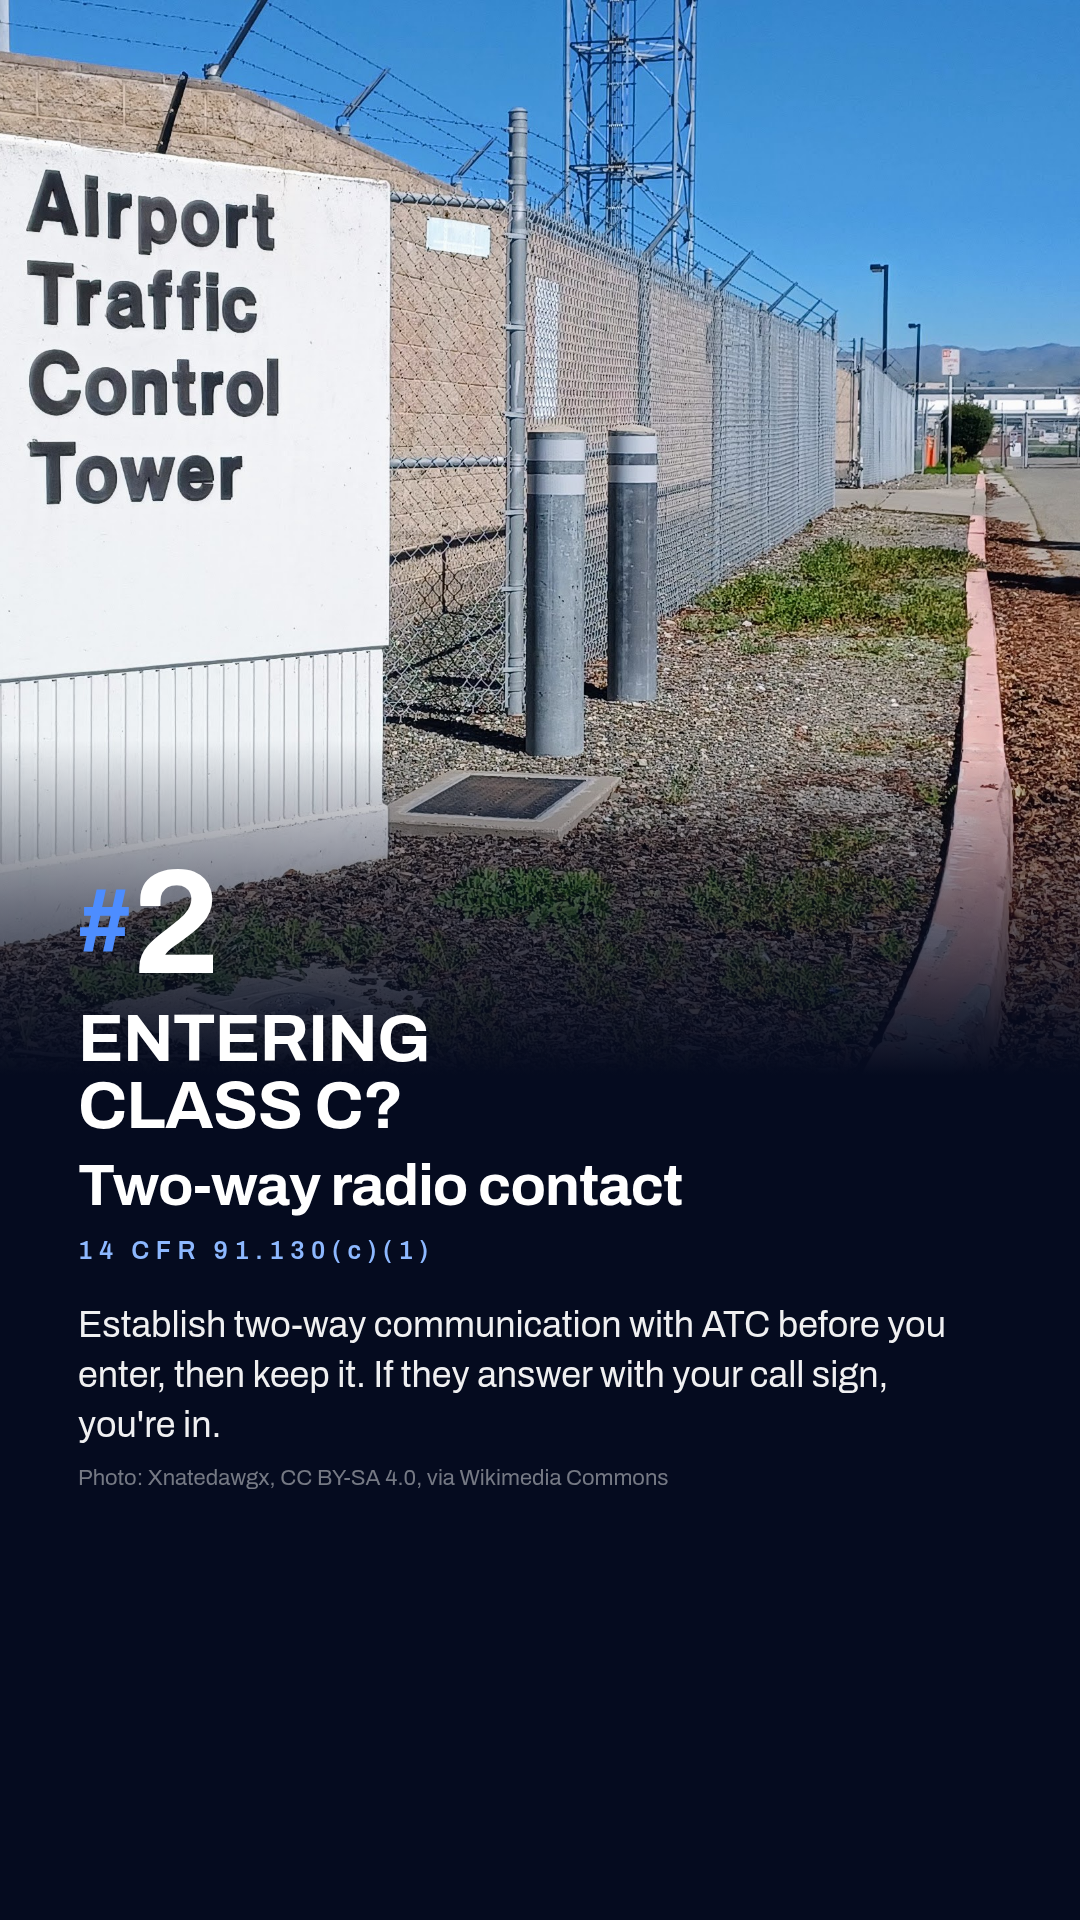 Airport
Traffic
Control
Tower
#2
ENTERING
CLASS C?
Two-way radio contact
14 CFR 91.130(c)(1)
Establish two-way communication with ATC before you
enter, then keep it. If they answer with your call sign,
you're in.
Photo: Xnatedawgx, CC BY-SA 4.0, via Wikimedia Commons